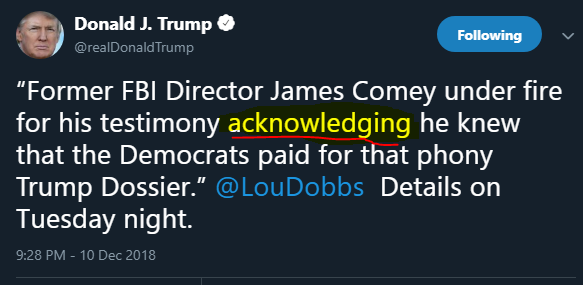 Donald J. Trump
@realDonaldTrump
Following
“Former FBI Director James Comey under fire
for his testimony acknowledging he knew
that the Democrats paid for that phony
Trump Dossier.” @LouDobbs  Details on
Tuesday night.
9:28 PM - 10 Dec 2018